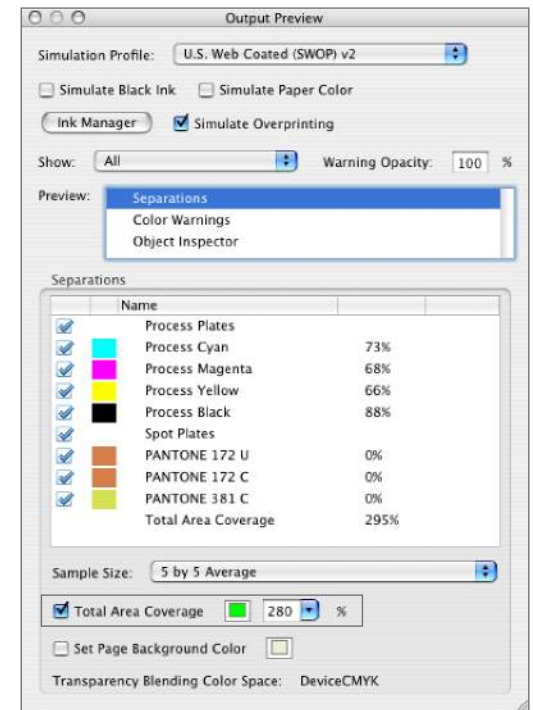 Output Preview
Simulation Profile: U.S. Web Coated (SWOP) v2
Simulate Black Ink Simulate Paper Color
Ink Manager Simulate Overprinting
Show: All Warning Opacity: 100 %
Preview: Separations
Color Warnings
Object Inspector
Separations
Name
Process Plates
Process Cyan 73%
Process Magenta 68%
Process Yellow 66%
Process Black 88%
Spot Plates
PANTONE 172 U 0%
PANTONE 172 C 0%
PANTONE 381 C 0%
Total Area Coverage 295%
Sample Size: 5 by 5 Average
Total Area Coverage 280 %
Set Page Background Color
Transparency Blending Color Space: DeviceCMYK